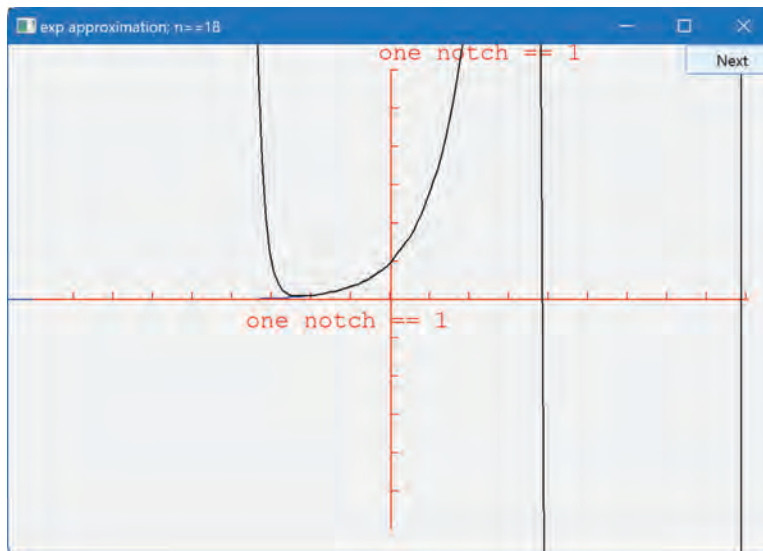 exp approximation; n==18
one notch == 1
Next
one notch == 1